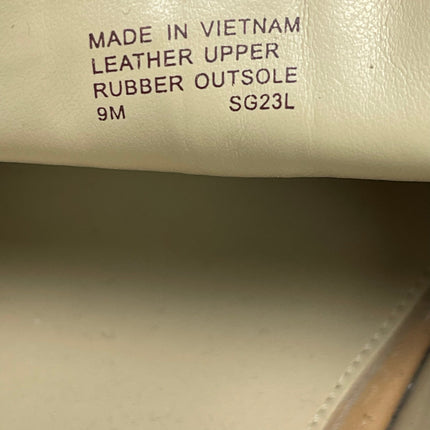 MADE IN VIETNAM
LEATHER UPPER
RUBBER OUTSOLE
9M SG23L